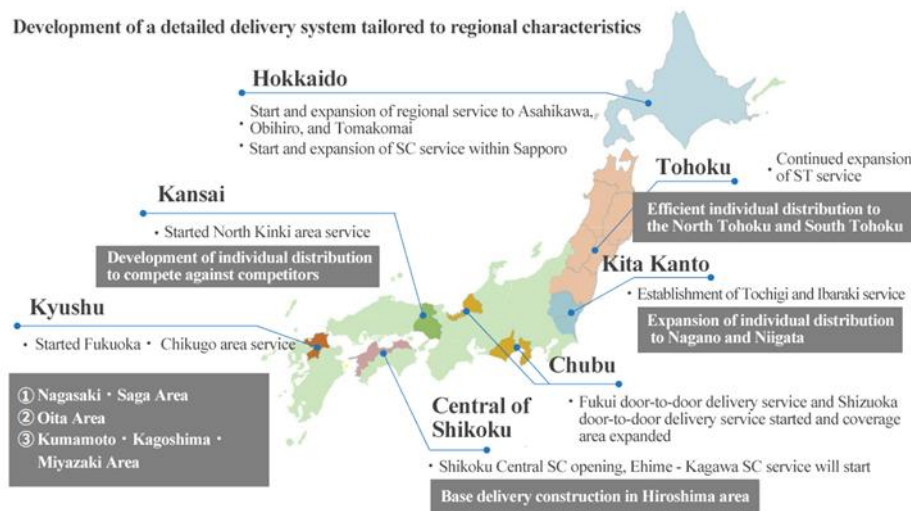 Development of a detailed delivery system tailored to regional characteristics
Hokkaido
Start and expansion of regional service to Asahikawa,
・ Obihiro, and Tomakomai
・ Start and expansion of SC service within Sapporo
Tohoku
・ Continued expansion
of ST service
Efficient individual distribution to
the North Tohoku and South Tohoku
Kansai
・ Started North Kinki area service
Development of individual distribution
to compete against competitors
Kita Kanto
・ Establishment of Tochigi and Ibaraki service
Expansion of individual distribution
to Nagano and Niigata
Kyushu
・ Started Fukuoka・ Chikugo area service
① Nagasaki・Saga Area
② Oita Area
③ Kumamoto・Kagoshima・
Miyazaki Area
Chubu
・ Fukui door-to-door delivery service and Shizuoka
door-to-door delivery service started and coverage
area expanded
Central of
Shikoku
・ Shikoku Central SC opening, Ehime - Kagawa SC service will start
Base delivery construction in Hiroshima area